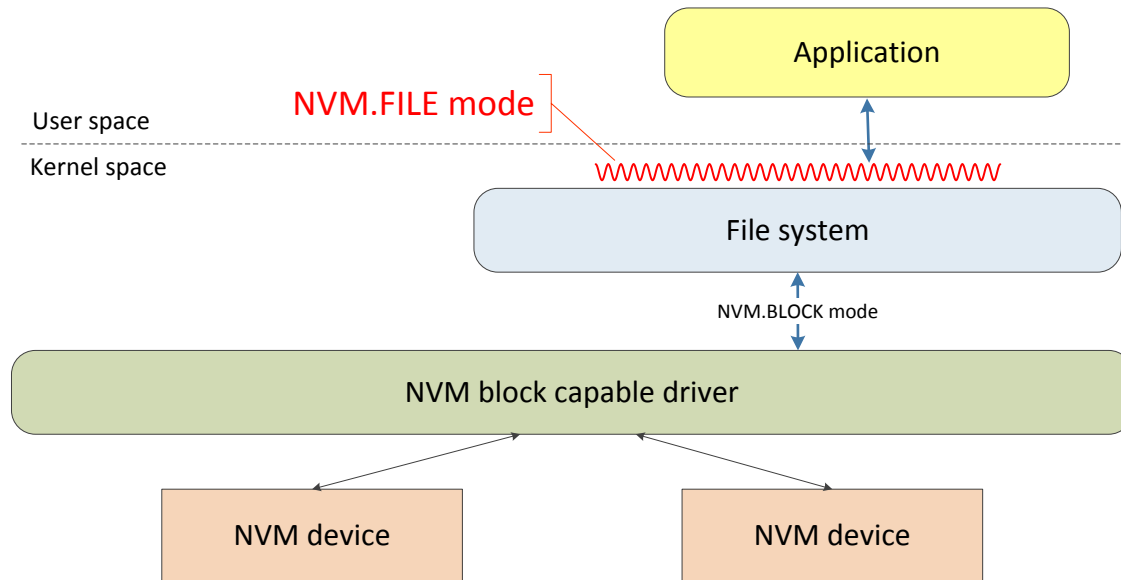 Application
NVM.FILE mode
User space
Kernel space
File system
NVM.BLOCK mode
NVM block capable driver
NVM device
NVM device